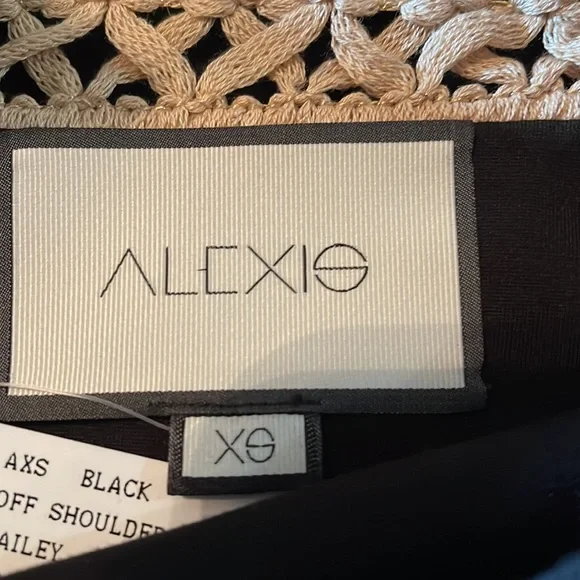 ALEXIS
XS
AXS BLACK
OFF SHOULDER
AILEY